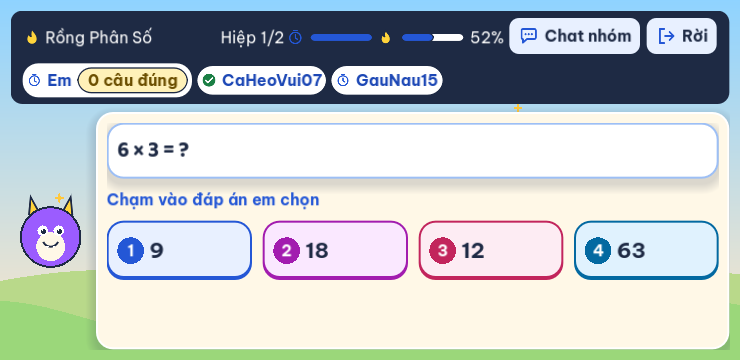 Rồng Phân Số Hiệp 1/2 52% Chat nhóm Rời
Em 0 câu đúng CaHeoVui07 GauNau15
6 × 3 = ?
Chạm vào đáp án em chọn
1 9 2 18 3 12 4 63